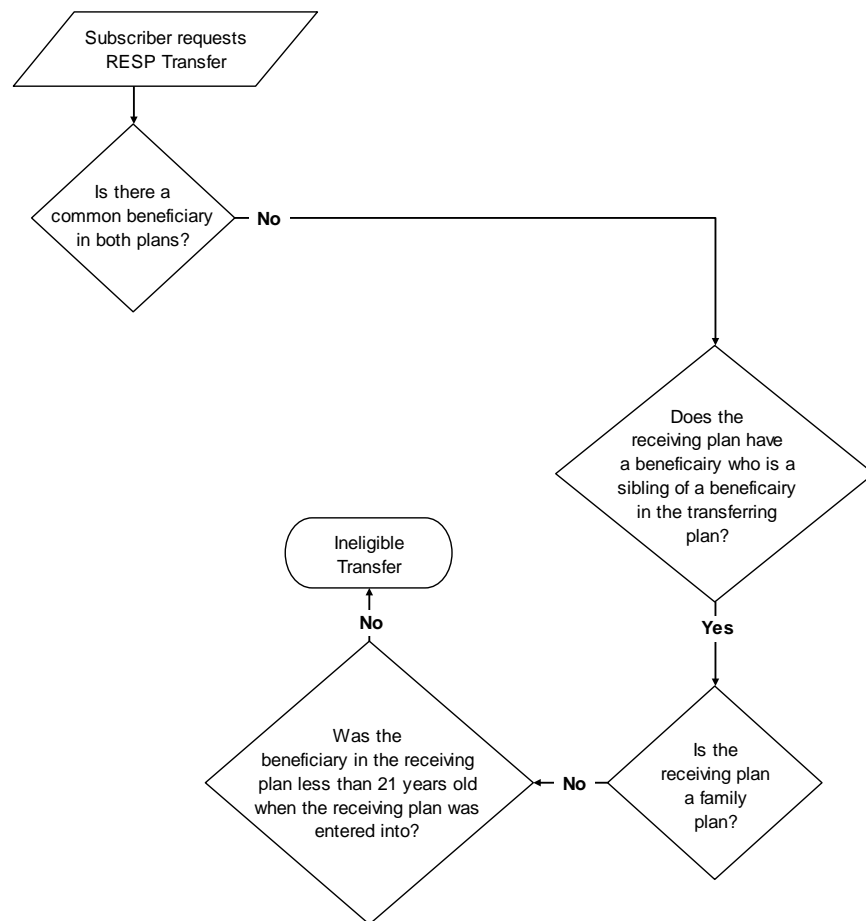 Subscriber requests
RESP Transfer
Is there a
common beneficiary
in both plans?
No
Does the
receiving plan have
a beneficairy who is a
sibling of a beneficairy
in the transferring
plan?
Ineligible
Transfer
No
Yes
Was the
beneficiary in the receiving
plan less than 21 years old
when the receiving plan was
entered into?
No
Is the
receiving plan
a family
plan?